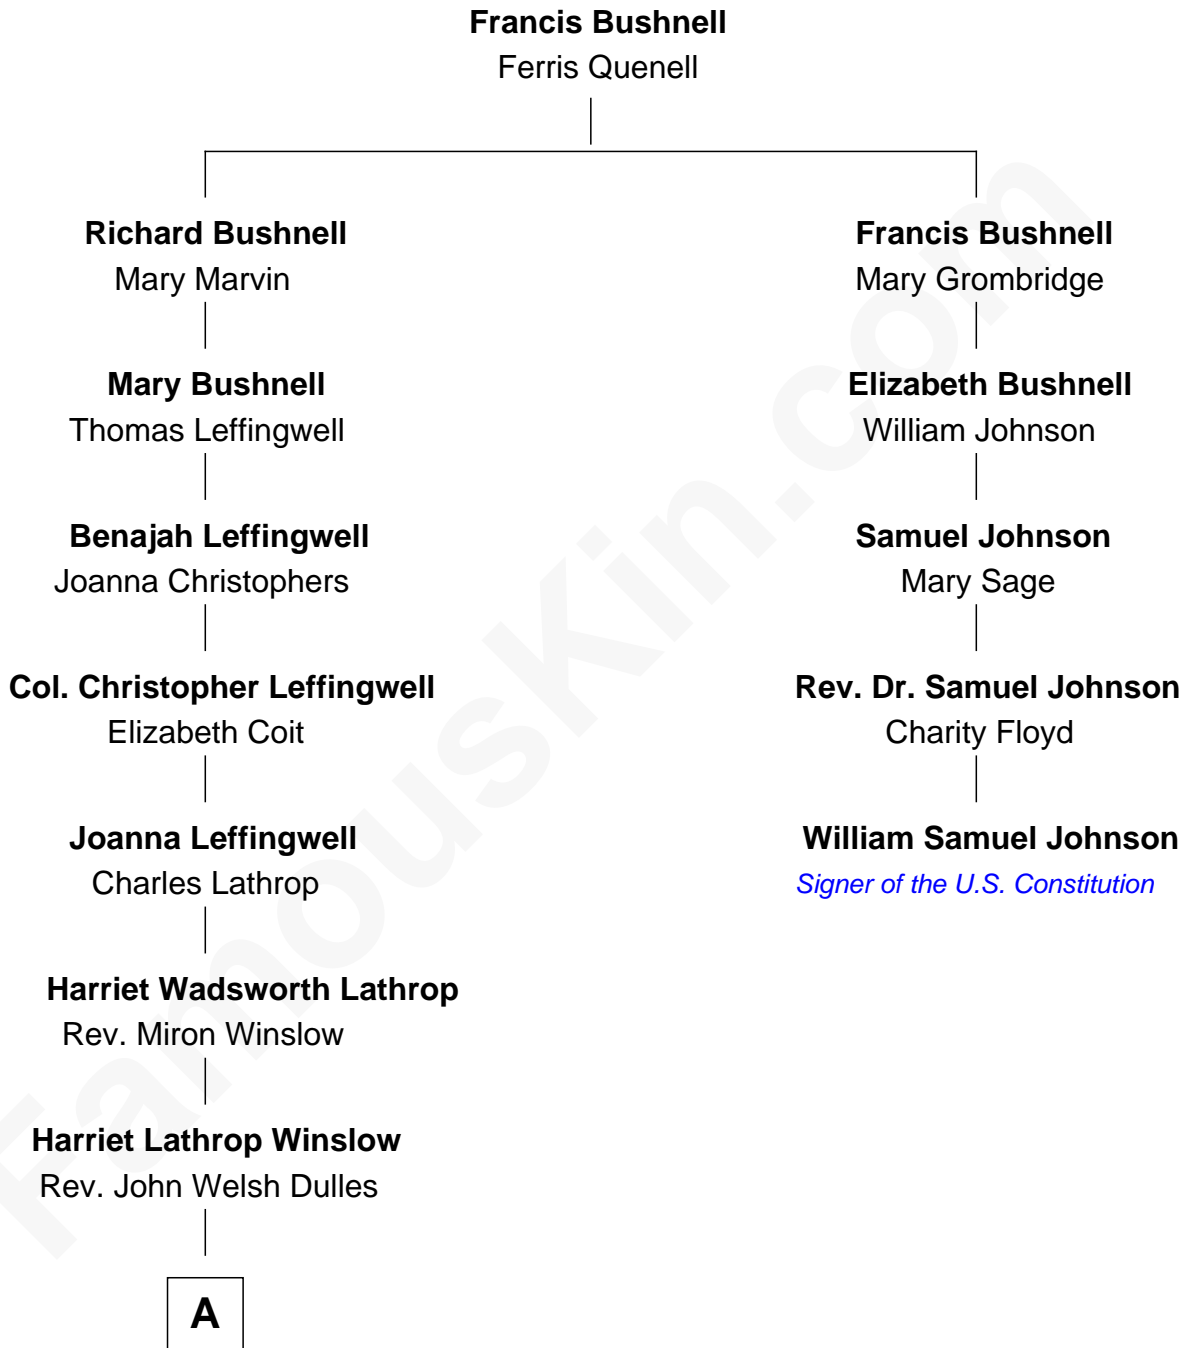 Francis Bushnell
Ferris Quenell
Richard Bushnell
Mary Marvin
Mary Bushnell
Thomas Leffingwell
Benajah Leffingwell
Joanna Christophers
Col. Christopher Leffingwell
Elizabeth Coit
Joanna Leffingwell
Charles Lathrop
Harriet Wadsworth Lathrop
Rev. Miron Winslow
Harriet Lathrop Winslow
Rev. John Welsh Dulles
A
Francis Bushnell
Mary Grombridge
Elizabeth Bushnell
William Johnson
Samuel Johnson
Mary Sage
Rev. Dr. Samuel Johnson
Charity Floyd
William Samuel Johnson
Signer of the U.S. Constitution
FamousKin.com